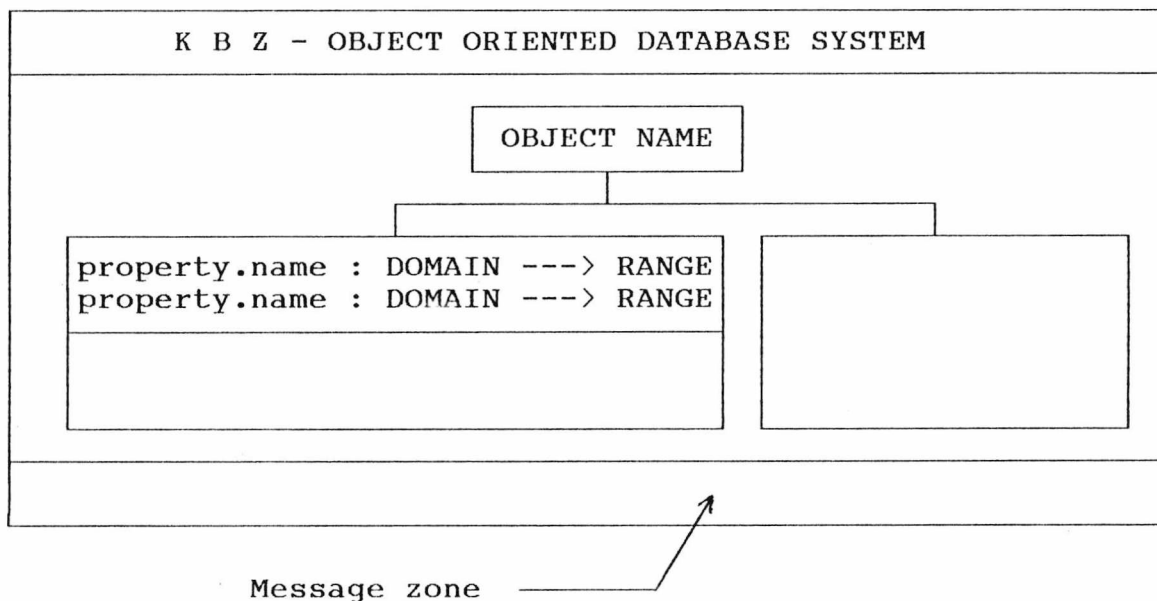 K B Z - OBJECT ORIENTED DATABASE SYSTEM
OBJECT NAME
property.name : DOMAIN ---> RANGE
property.name : DOMAIN ---> RANGE
Message zone